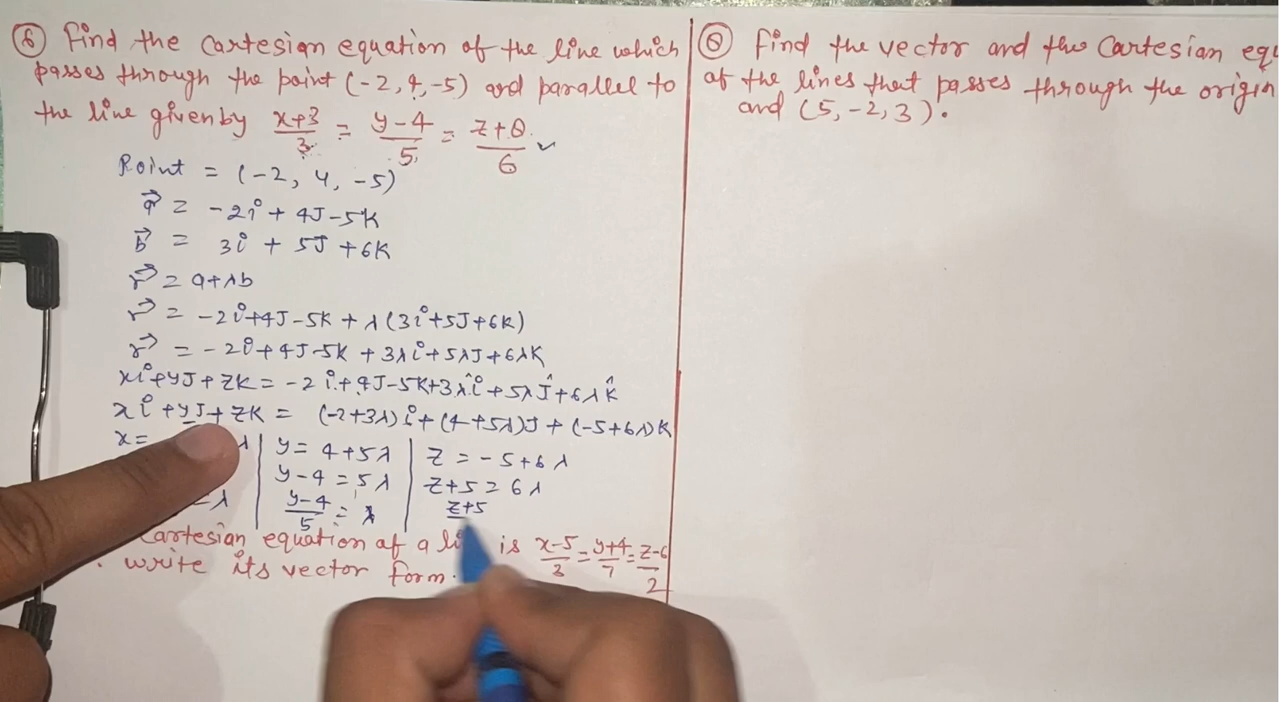 ⑥ Find the Cartesian equation of the line which
passes through the point (-2, 4, -5) and parallel to
the line given by x+3/3 = y-4/5 = z+8/6
Point = (-2, 4, -5)
a⃗ = -2i + 4J - 5K
b⃗ = 3i + 5J + 6K
r⃗ = a+λb
r⃗ = -2i+4J-5K + λ(3i+5J+6K)
r⃗ = -2i+4J-5K + 3λi+5λJ+6λK
xi+yJ+ZK = -2i+4J-5K+3λî+5λĴ+6λK̂
xi+yJ+ZK = (-2+3λ)i+(4+5λ)J+(-5+6λ)K
x= λ | y = 4+5λ | Z = -5+6λ
y-4 = 5λ | Z+5 = 6λ
=λ | y-4/5 = λ | Z+5
Cartesian equation of a is x-5/3 = y+4/7 = z-6/2
write its vector form.
⑧ Find the vector and the Cartesian
of the lines that passes through the origin
and (5, -2, 3).